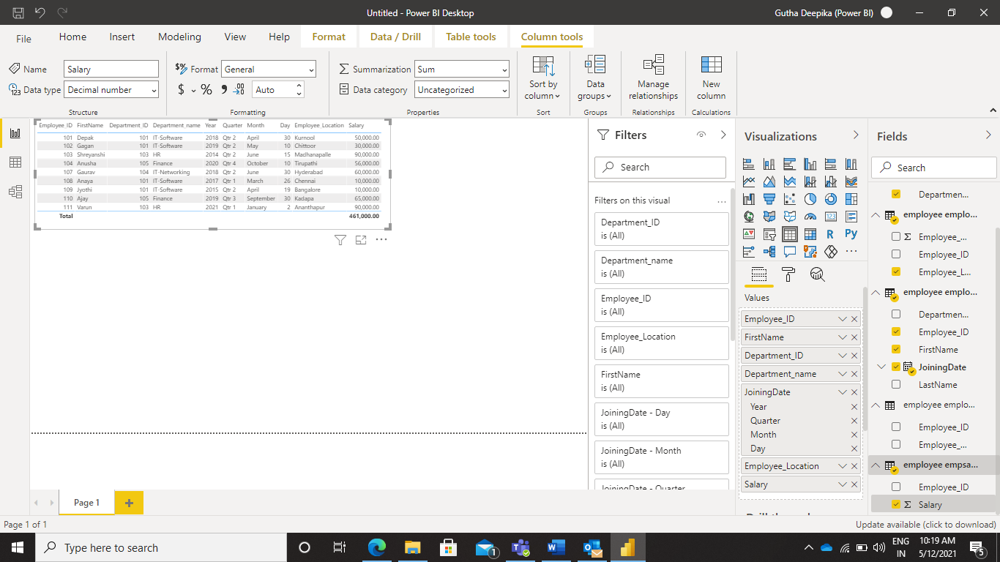 Untitled - Power BI Desktop
Gutha Deepika (Power BI)
File Home Insert Modeling View Help Format Data / Drill Table tools Column tools
Name Salary
Data type Decimal number
Structure
$% Format General
$ % Auto
Formatting
Summarization Sum
Data category Uncategorized
Properties
Sort by
column
Sort
Data
groups
Groups
Manage
relationships
Relationships
New
column
Calculations
Employee_ID FirstName Department_ID Department_name Year Quarter Month Day Employee_Location Salary
101 Depak 101 IT-Software 2018 Qtr 2 April 30 Kurnool 50,000.00
102 Gagan 101 IT-Software 2019 Qtr 2 May 10 Chittoor 30,000.00
103 Shreyanshi 103 HR 2014 Qtr 2 June 15 Madhanapalle 90,000.00
104 Anusha 105 Finance 2020 Qtr 4 October 10 Tirupathi 56,000.00
107 Gaurav 104 IT-Networking 2018 Qtr 2 June 30 Hyderabad 60,000.00
108 Anaya 101 IT-Software 2017 Qtr 1 March 26 Chennai 10,000.00
109 Jyothi 101 IT-Software 2015 Qtr 2 April 19 Bangalore 10,000.00
110 Ajay 105 Finance 2019 Qtr 3 September 30 Kadapa 65,000.00
111 Varun 103 HR 2021 Qtr 1 January 2 Ananthapur 90,000.00
Total 461,000.00
Filters
Search
Filters on this visual
Department_ID
is (All)
Department_name
is (All)
Employee_ID
is (All)
Employee_Location
is (All)
FirstName
is (All)
JoiningDate - Day
is (All)
JoiningDate - Month
is (All)
JoiningDate - Quarter
Visualizations
R Py
Values
Employee_ID
FirstName
Department_ID
Department_name
JoiningDate
Year
Quarter
Month
Day
Employee_Location
Salary
Fields
Search
Departmen...
employee emplo...
Σ Employee_...
Employee_ID
Employee_L...
employee emplo...
Departmen...
Employee_ID
FirstName
JoiningDate
LastName
employee emplo...
Employee_ID
Employee_...
employee empsa...
Employee_ID
Σ Salary
Page 1
Page 1 of 1
Update available (click to download)
Type here to search
1
ENG
IN
10:19 AM
5/12/2021
5